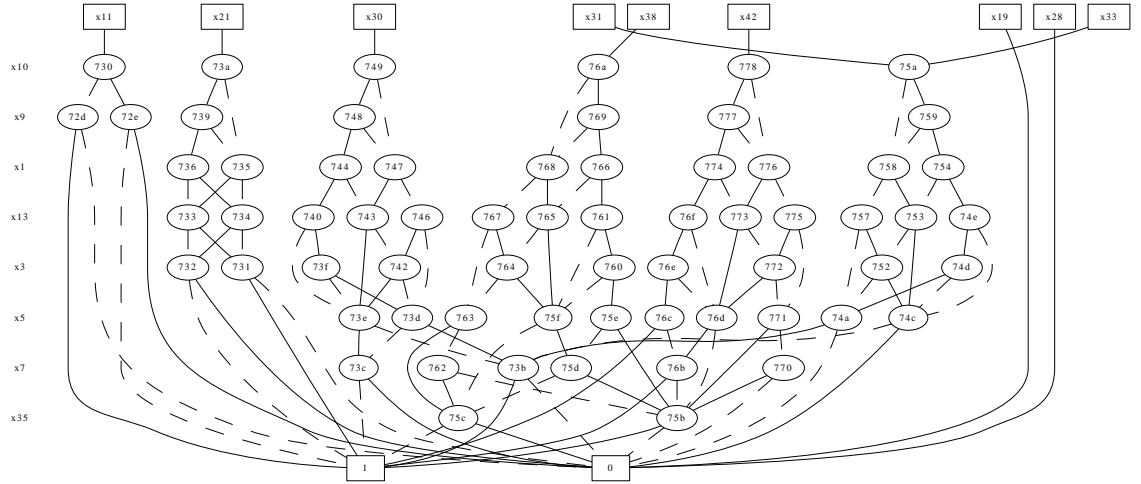 x11 x21 x30 x31 x38 x42 x19 x28 x33
x10 730 73a 749 76a 778 75a
x9 72d 72e 739 748 769 777 759
x1 736 735 744 747 768 766 774 776 758 754
x13 733 734 740 743 746 767 765 761 76f 773 775 757 753 74e
x3 732 731 73f 742 764 760 76e 772 752 74d
x5 73e 73d 763 75f 75e 76c 76d 771 74a 74c
x7 73c 762 73b 75d 76b 770
x35 75c 75b
1 0